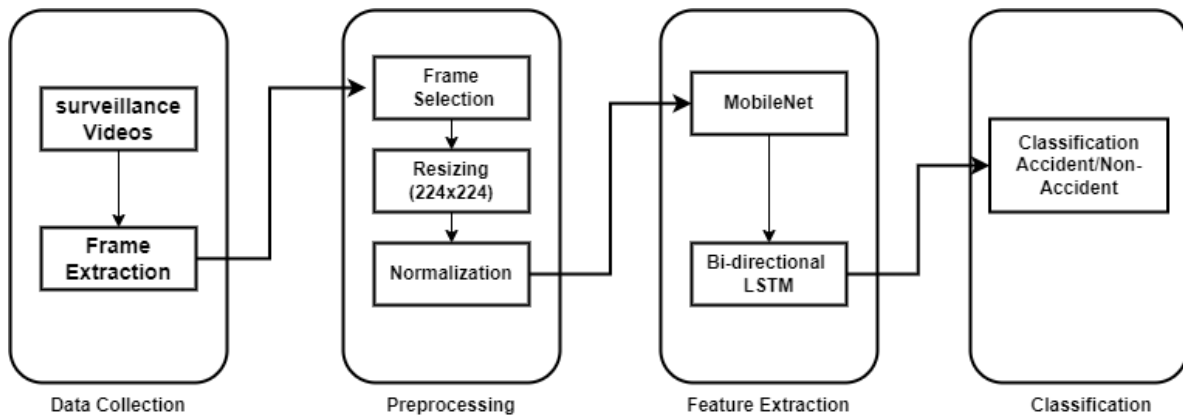 surveillance
Videos
Frame
Extraction
Data Collection
Frame
Selection
Resizing
(224x224)
Normalization
Preprocessing
MobileNet
Bi-directional
LSTM
Feature Extraction
Classification
Accident/Non-
Accident
Classification